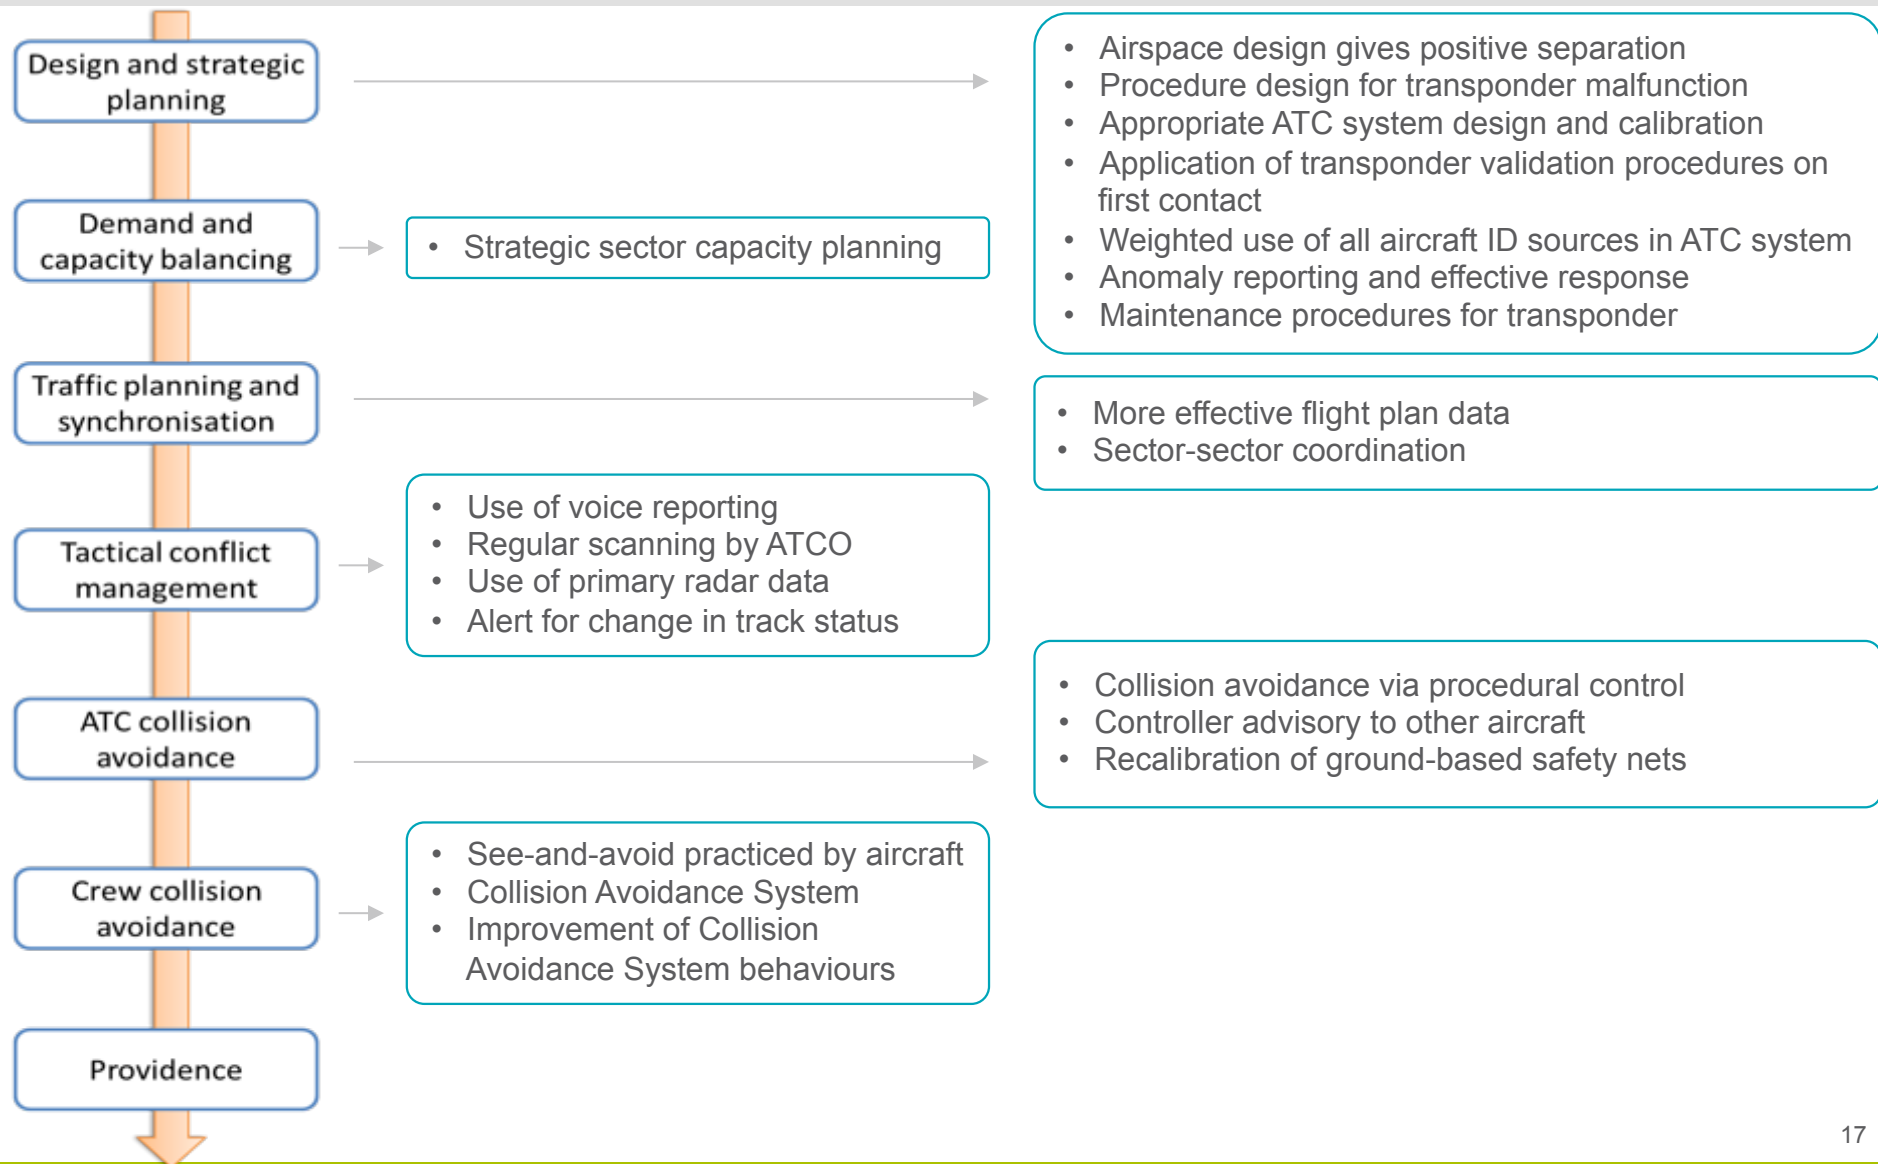 Design and strategic
planning
• Airspace design gives positive separation
• Procedure design for transponder malfunction
• Appropriate ATC system design and calibration
• Application of transponder validation procedures on
first contact
• Weighted use of all aircraft ID sources in ATC system
• Anomaly reporting and effective response
• Maintenance procedures for transponder
Demand and
capacity balancing
• Strategic sector capacity planning
Traffic planning and
synchronisation
• More effective flight plan data
• Sector-sector coordination
Tactical conflict
management
• Use of voice reporting
• Regular scanning by ATCO
• Use of primary radar data
• Alert for change in track status
ATC collision
avoidance
• Collision avoidance via procedural control
• Controller advisory to other aircraft
• Recalibration of ground-based safety nets
Crew collision
avoidance
• See-and-avoid practiced by aircraft
• Collision Avoidance System
• Improvement of Collision
Avoidance System behaviours
Providence
17